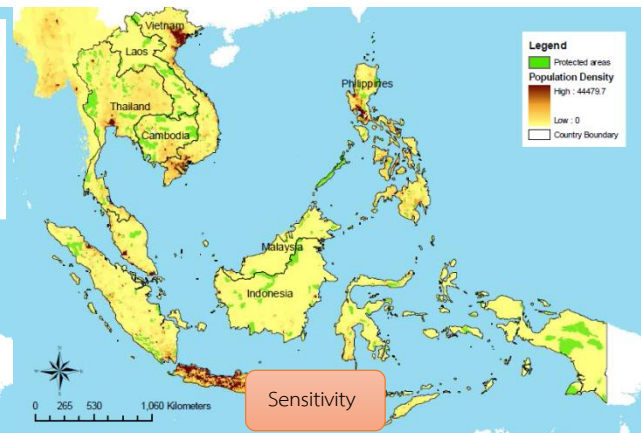 Vietnam
Laos
Thailand
Cambodia
Philippines
Malaysia
Indonesia
Legend
Protected areas
Population Density
High : 44479.7
Low : 0
Country Boundary
0 265 530 1,060 Kilometers
Sensitivity